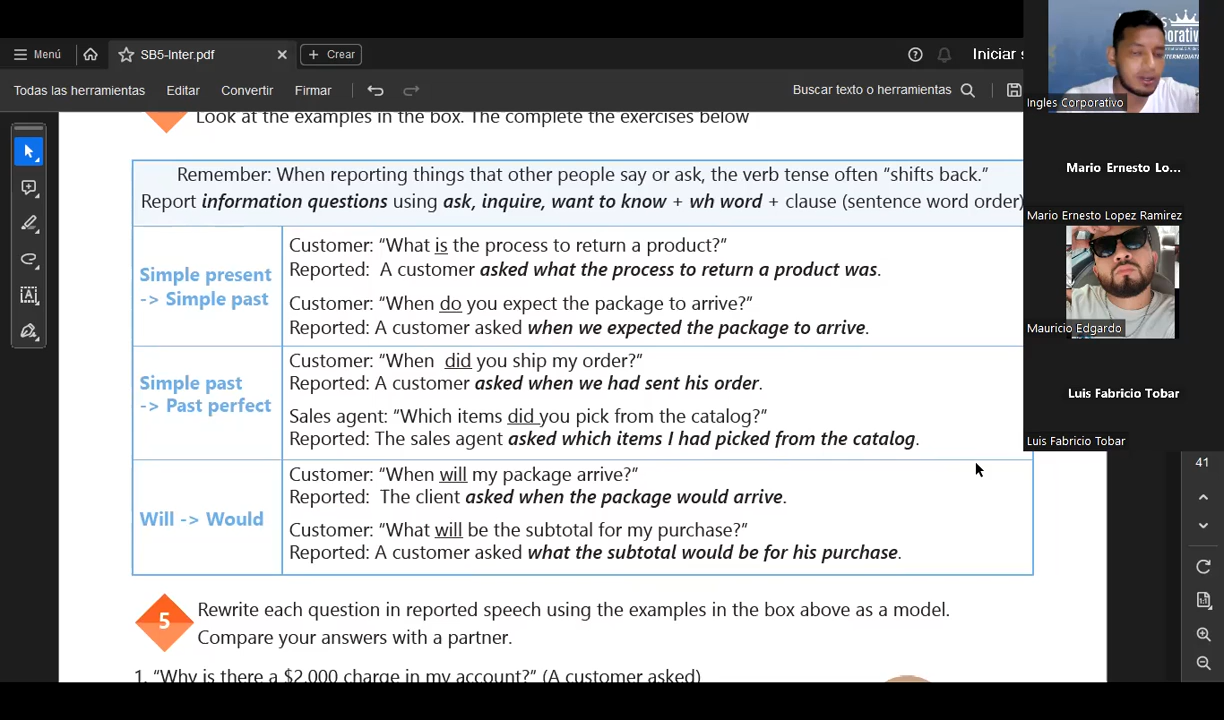 Menú
SB5-Inter.pdf
Crear
Iniciar s
Todas las herramientas
Editar
Convertir
Firmar
Buscar texto o herramientas
Look at the examples in the box. The complete the exercises below
Remember: When reporting things that other people say or ask, the verb tense often “shifts back.”
Report information questions using ask, inquire, want to know + wh word + clause (sentence word order)
Simple present
-> Simple past
Customer: “What is the process to return a product?”
Reported: A customer asked what the process to return a product was.
Customer: “When do you expect the package to arrive?”
Reported: A customer asked when we expected the package to arrive.
Simple past
-> Past perfect
Customer: “When did you ship my order?”
Reported: A customer asked when we had sent his order.
Sales agent: “Which items did you pick from the catalog?”
Reported: The sales agent asked which items I had picked from the catalog.
Will -> Would
Customer: “When will my package arrive?”
Reported: The client asked when the package would arrive.
Customer: “What will be the subtotal for my purchase?”
Reported: A customer asked what the subtotal would be for his purchase.
5
Rewrite each question in reported speech using the examples in the box above as a model.
Compare your answers with a partner.
1. “Why is there a $2,000 charge in my account?” (A customer asked)
Ingles Corporativo
Mario Ernesto Lo...
Mario Ernesto Lopez Ramirez
Mauricio Edgardo
Luis Fabricio Tobar
Luis Fabricio Tobar
41